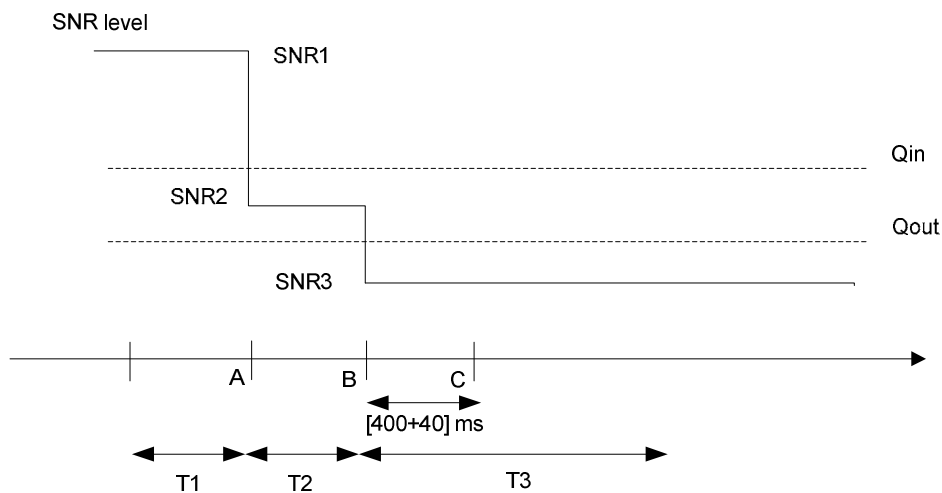 SNR level
SNR1
Qin
SNR2
Qout
SNR3
A
B
C
[400+40] ms
T1
T2
T3